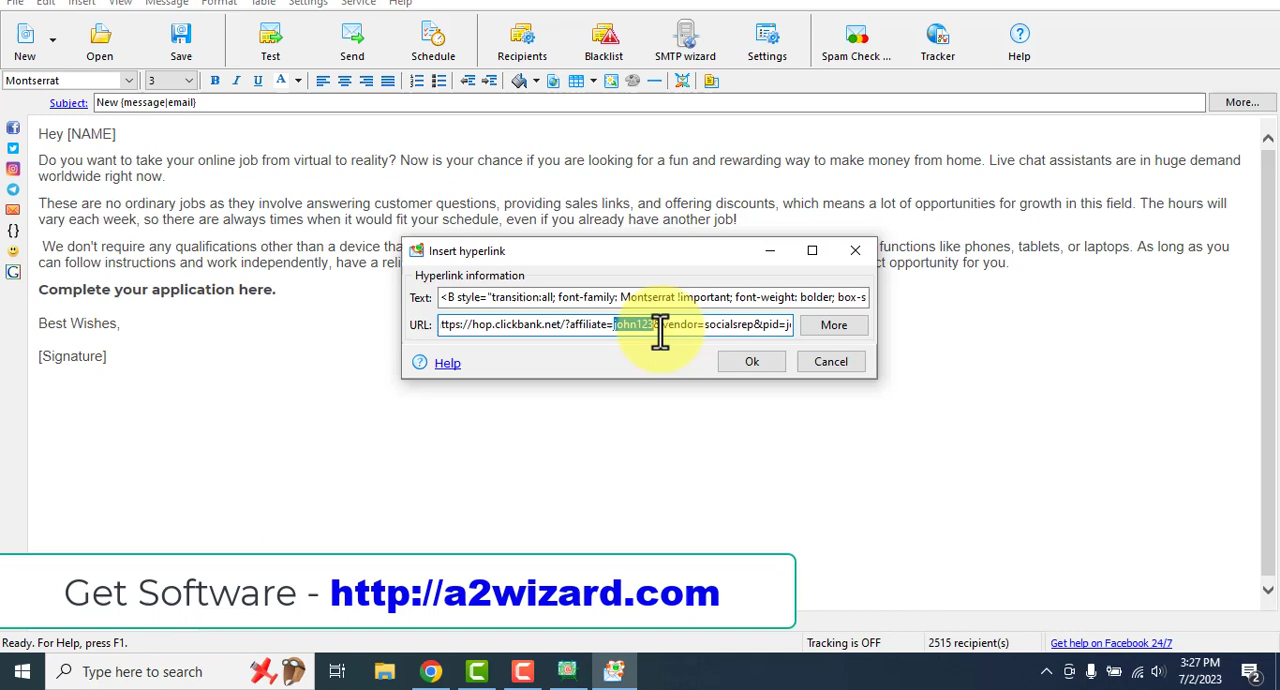 File Edit Insert View Message Format Table Settings Service Help
New Open Save Test Send Schedule Recipients Blacklist SMTP wizard Settings Spam Check ... Tracker Help
Montserrat 3 B I U A
Subject: New {message|email} More...
Hey [NAME]
Do you want to take your online job from virtual to reality? Now is your chance if you are looking for a fun and rewarding way to make money from home. Live chat assistants are in huge demand
worldwide right now.
These are no ordinary jobs as they involve answering customer questions, providing sales links, and offering discounts, which means a lot of opportunities for growth in this field. The hours will
vary each week, so there are always times when it would fit your schedule, even if you already have another job!
We don't require any qualifications other than a device tha functions like phones, tablets, or laptops. As long as you
can follow instructions and work independently, have a reli ct opportunity for you.
Complete your application here.
Best Wishes,
[Signature]
Insert hyperlink
Hyperlink information
Text: <B style="transition:all; font-family: Montserrat !important; font-weight: bolder; box-s
URL: ttps://hop.clickbank.net/?affiliate=john123&vendor=socialsrep&pid=j More
Help Ok Cancel
Get Software - http://a2wizard.com
Ready. For Help, press F1. Tracking is OFF 2515 recipient(s) Get help on Facebook 24/7
Type here to search
3:27 PM
7/2/2023
2